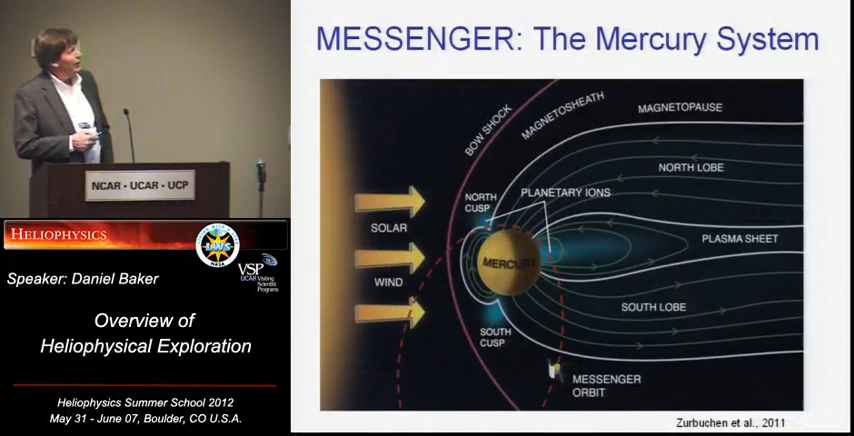 MESSENGER: The Mercury System
BOW SHOCK
MAGNETOSHEATH
MAGNETOPAUSE
NORTH LOBE
NORTH
CUSP
PLANETARY IONS
SOLAR
WIND
MERCURY
PLASMA SHEET
SOUTH LOBE
SOUTH
CUSP
MESSENGER
ORBIT
Zurbuchen et al., 2011
NCAR • UCAR • UCP
HELIOPHYSICS
LWS
NASA
VSP
UCAR Visiting
Scientist
Programs
Speaker: Daniel Baker
Overview of
Heliophysical Exploration
Heliophysics Summer School 2012
May 31 - June 07, Boulder, CO U.S.A.